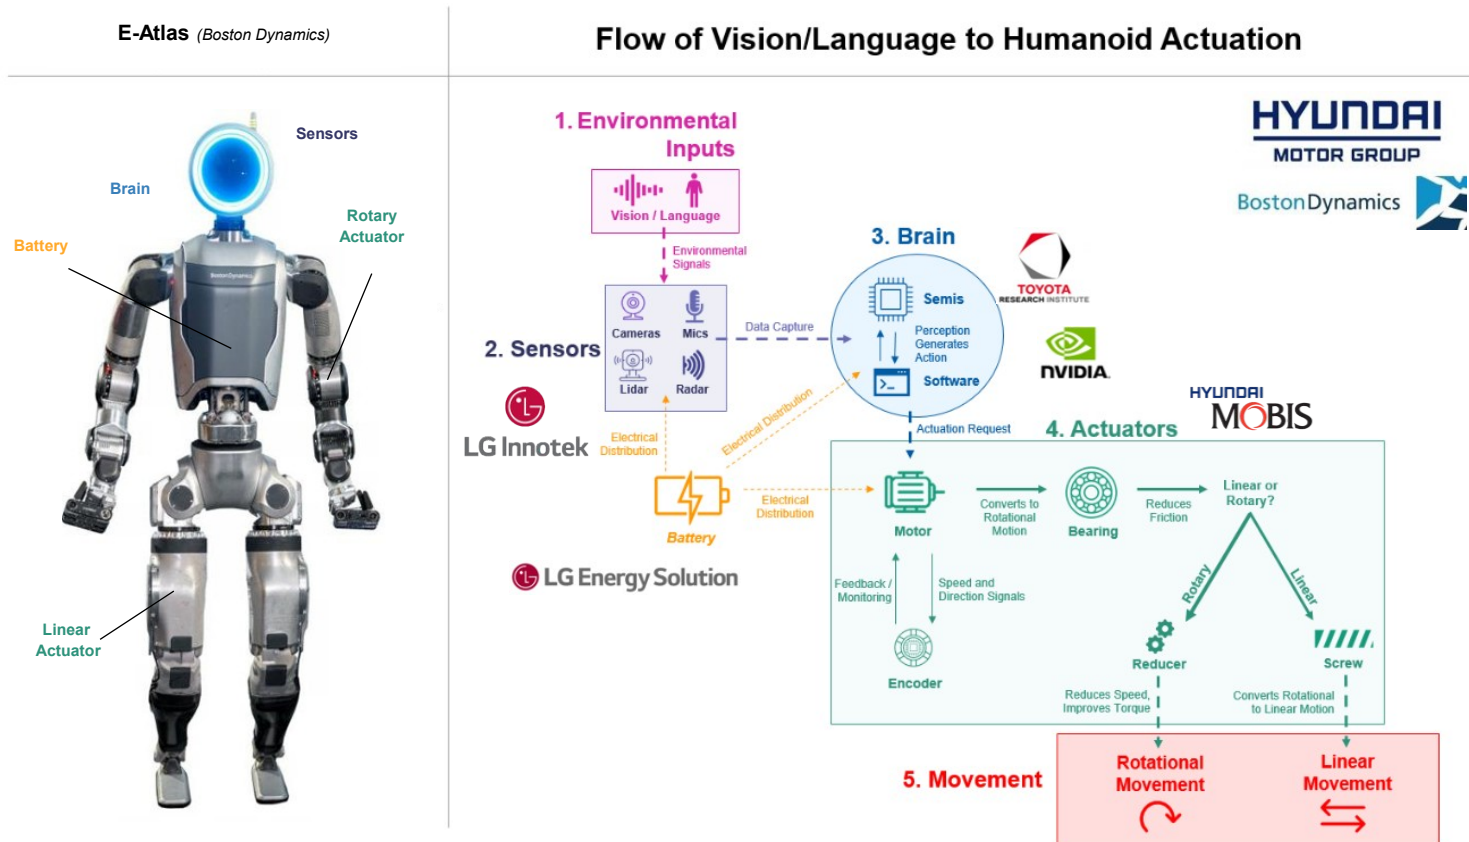 E-Atlas (Boston Dynamics)
Flow of Vision/Language to Humanoid Actuation
Sensors
Brain
Rotary
Actuator
Battery
BostonDynamics
Linear
Actuator
1. Environmental
Inputs
Vision / Language
Environmental
Signals
HYUNDAI
MOTOR GROUP
BostonDynamics
2. Sensors
Cameras
Mics
Lidar
Radar
Data Capture
3. Brain
Semis
Perception
Generates
Action
Software
TOYOTA
RESEARCH INSTITUTE
NVIDIA.
LG
LG Innotek
Electrical
Distribution
Electrical Distribution
Actuation Request
HYUNDAI
MOBIS
4. Actuators
Battery
Electrical
Distribution
LG
LG Energy Solution
Motor
Converts to
Rotational
Motion
Bearing
Reduces
Friction
Linear or
Rotary?
Rotary
Linear
Feedback /
Monitoring
Speed and
Direction Signals
Encoder
Reducer
Screw
Reduces Speed,
Improves Torque
Converts Rotational
to Linear Motion
5. Movement
Rotational
Movement
Linear
Movement